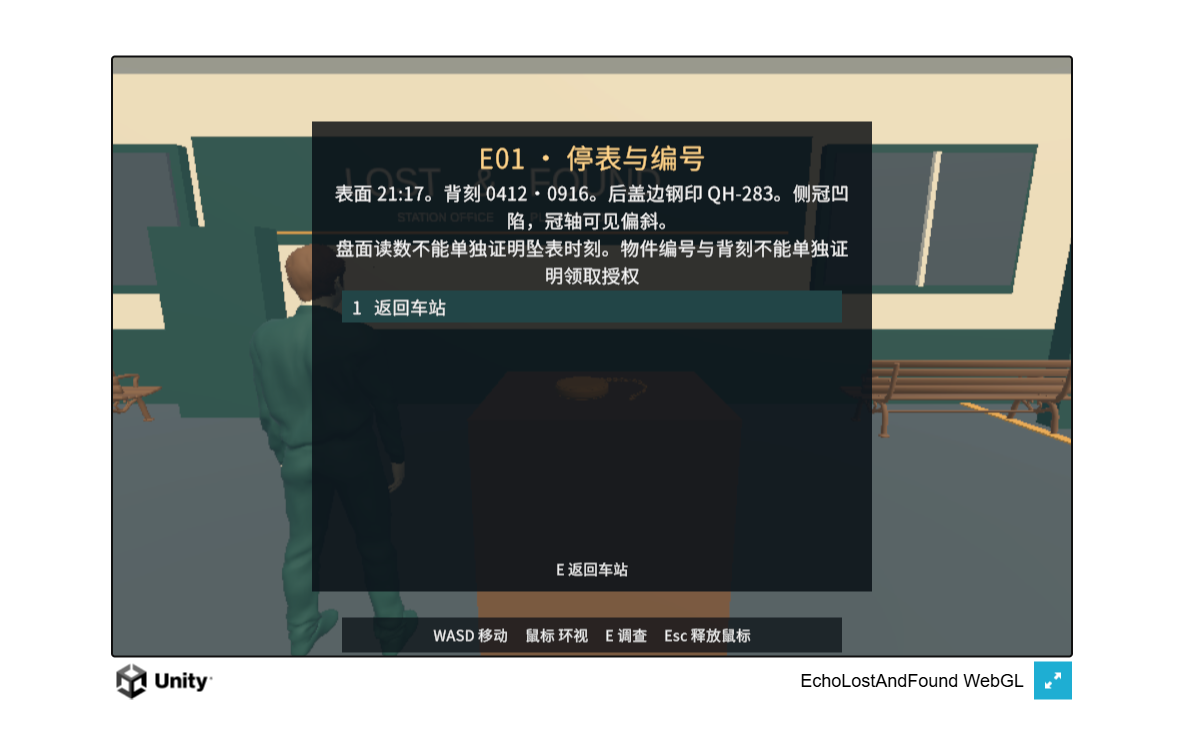 E01 · 停表与编号
LOST & FOUND
表面 21:17。背刻 0412·0916。后盖边钢印 QH-283。侧冠凹
STATION OFFICE
陷，冠轴可见偏斜。
盘面读数不能单独证明坠表时刻。物件编号与背刻不能单独证
明领取授权
1 返回车站
E 返回车站
WASD 移动 鼠标 环视 E 调查 Esc 释放鼠标
Unity
EchoLostAndFound WebGL